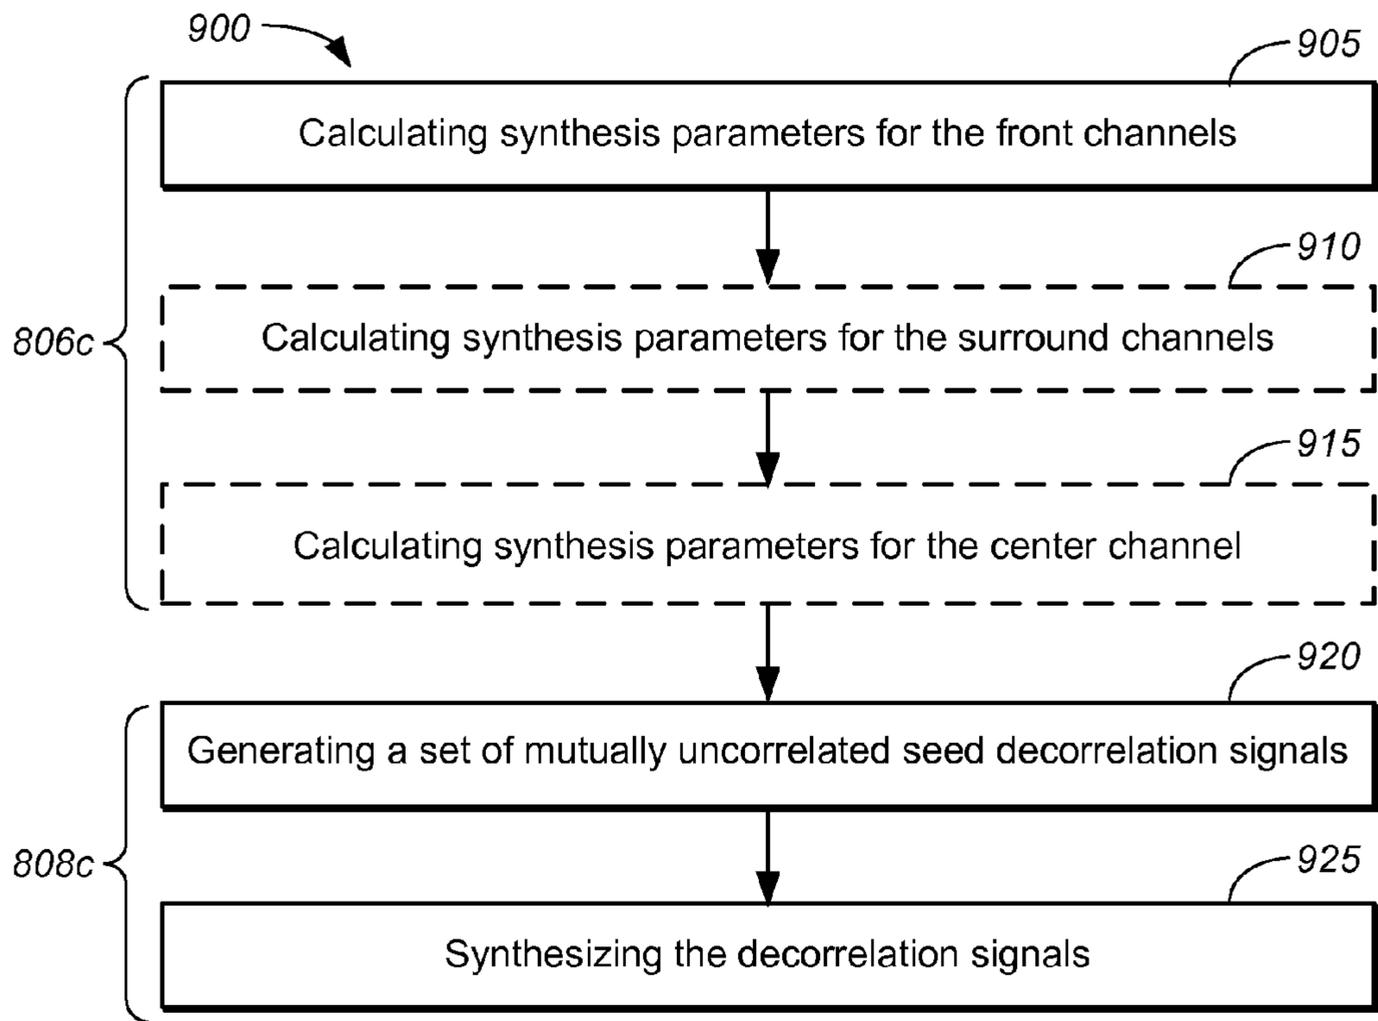 900
905
Calculating synthesis parameters for the front channels
910
806c
Calculating synthesis parameters for the surround channels
915
Calculating synthesis parameters for the center channel
920
Generating a set of mutually uncorrelated seed decorrelation signals
808c
925
Synthesizing the decorrelation signals